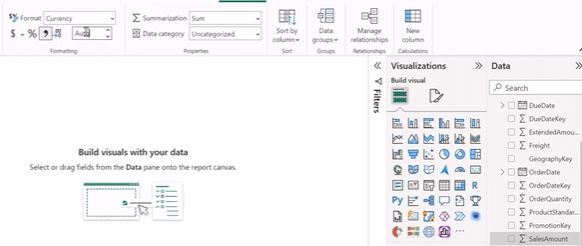 Format Currency
Σ Summarization Sum
$ % , Auto
Data category Uncategorized
Sort by column
Data groups
Manage relationships
New column
Formatting
Properties
Sort
Groups
Relationships
Calculations
Build visuals with your data
Select or drag fields from the Data pane onto the report canvas.
Filters
Visualizations
Build visual
Data
Search
DueDate
DueDateKey
ExtendedAmou...
Freight
GeographyKey
OrderDate
OrderDateKey
OrderQuantity
ProductStandar...
PromotionKey
SalesAmount